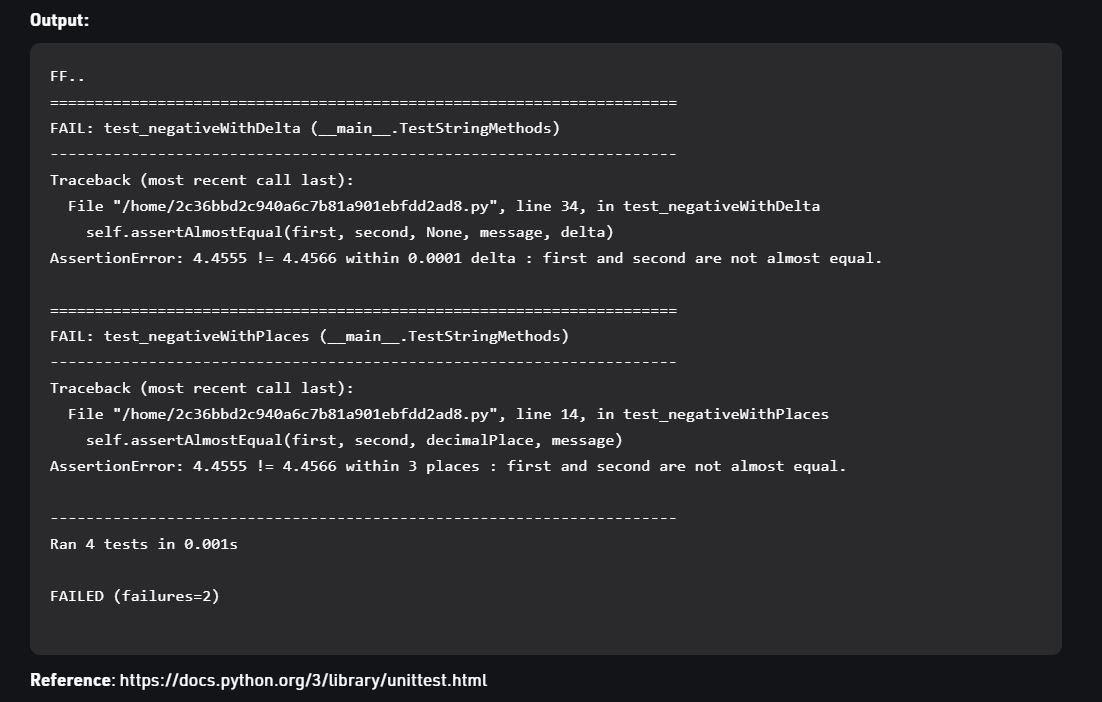 Output:
FF..
======================================================================
FAIL: test_negativeWithDelta (__main__.TestStringMethods)
----------------------------------------------------------------------
Traceback (most recent call last):
  File "/home/2c36bbd2c940a6c7b81a901ebfdd2ad8.py", line 34, in test_negativeWithDelta
    self.assertAlmostEqual(first, second, None, message, delta)
AssertionError: 4.4555 != 4.4566 within 0.0001 delta : first and second are not almost equal.
======================================================================
FAIL: test_negativeWithPlaces (__main__.TestStringMethods)
----------------------------------------------------------------------
Traceback (most recent call last):
  File "/home/2c36bbd2c940a6c7b81a901ebfdd2ad8.py", line 14, in test_negativeWithPlaces
    self.assertAlmostEqual(first, second, decimalPlace, message)
AssertionError: 4.4555 != 4.4566 within 3 places : first and second are not almost equal.
----------------------------------------------------------------------
Ran 4 tests in 0.001s
FAILED (failures=2)
Reference: https://docs.python.org/3/library/unittest.html